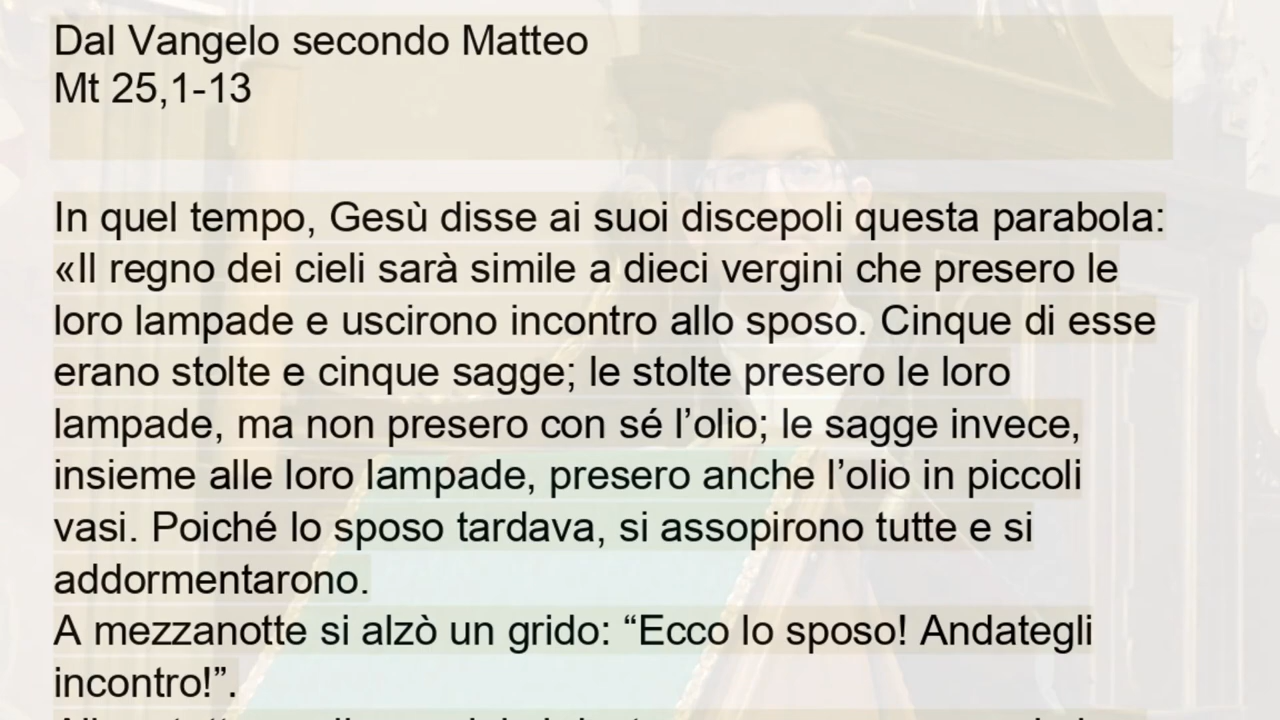 Dal Vangelo secondo Matteo
Mt 25,1-13
In quel tempo, Gesù disse ai suoi discepoli questa parabola:
«Il regno dei cieli sarà simile a dieci vergini che presero le
loro lampade e uscirono incontro allo sposo. Cinque di esse
erano stolte e cinque sagge; le stolte presero le loro
lampade, ma non presero con sé l’olio; le sagge invece,
insieme alle loro lampade, presero anche l’olio in piccoli
vasi. Poiché lo sposo tardava, si assopirono tutte e si
addormentarono.
A mezzanotte si alzò un grido: “Ecco lo sposo! Andategli
incontro!”.